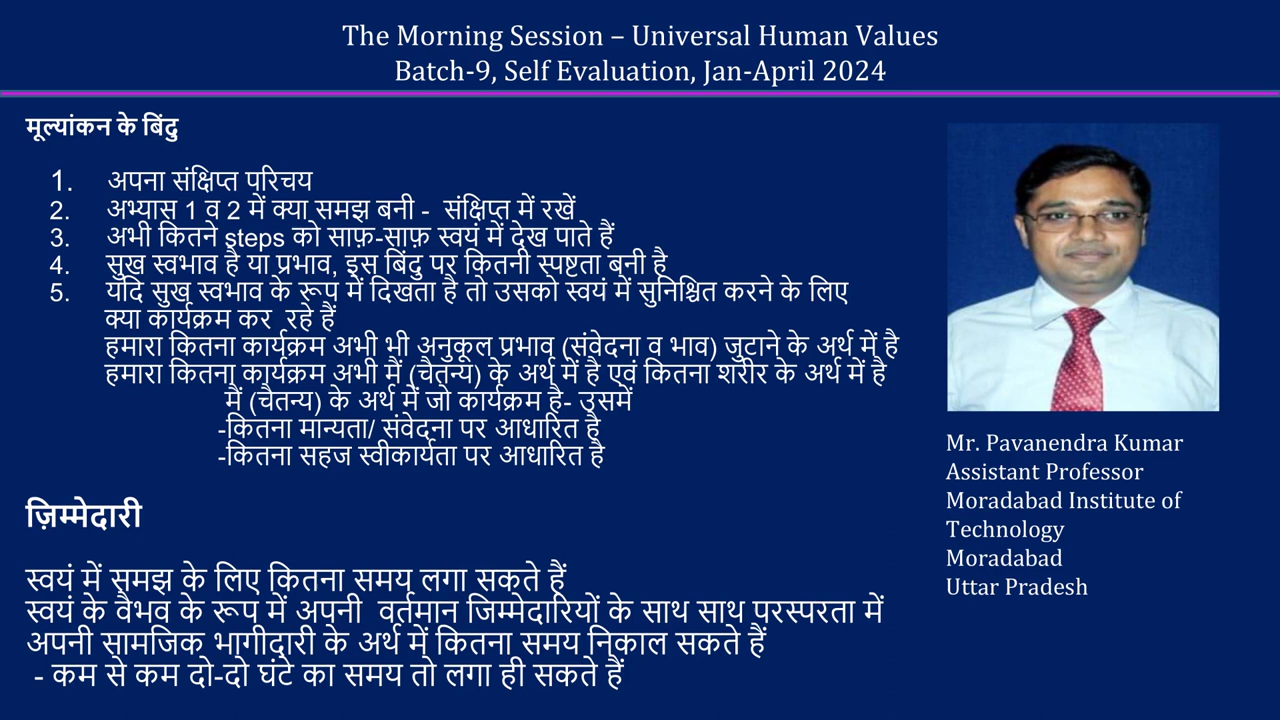 The Morning Session – Universal Human Values
Batch-9, Self Evaluation, Jan-April 2024
मूल्यांकन के बिंदु
1. अपना संक्षिप्त परिचय
2. अभ्यास 1 व 2 में क्या समझ बनी - संक्षिप्त में रखें
3. अभी कितने steps को साफ़-साफ़ स्वयं में देख पाते हैं
4. सुख स्वभाव है या प्रभाव, इस बिंदु पर कितनी स्पष्टता बनी है
5. यदि सुख स्वभाव के रूप में दिखता है तो उसको स्वयं में सुनिश्चित करने के लिए
क्या कार्यक्रम कर रहे हैं
हमारा कितना कार्यक्रम अभी भी अनुकूल प्रभाव (संवेदना व भाव) जुटाने के अर्थ में है
हमारा कितना कार्यक्रम अभी मैं (चैतन्य) के अर्थ में है एवं कितना शरीर के अर्थ में है
मैं (चैतन्य) के अर्थ में जो कार्यक्रम है- उसमें
-कितना मान्यता/ संवेदना पर आधारित है
-कितना सहज स्वीकार्यता पर आधारित है
ज़िम्मेदारी
स्वयं में समझ के लिए कितना समय लगा सकते हैं
स्वयं के वैभव के रूप में अपनी वर्तमान जिम्मेदारियों के साथ साथ परस्परता में
अपनी सामजिक भागीदारी के अर्थ में कितना समय निकाल सकते हैं
- कम से कम दो-दो घंटे का समय तो लगा ही सकते हैं
Mr. Pavanendra Kumar
Assistant Professor
Moradabad Institute of
Technology
Moradabad
Uttar Pradesh